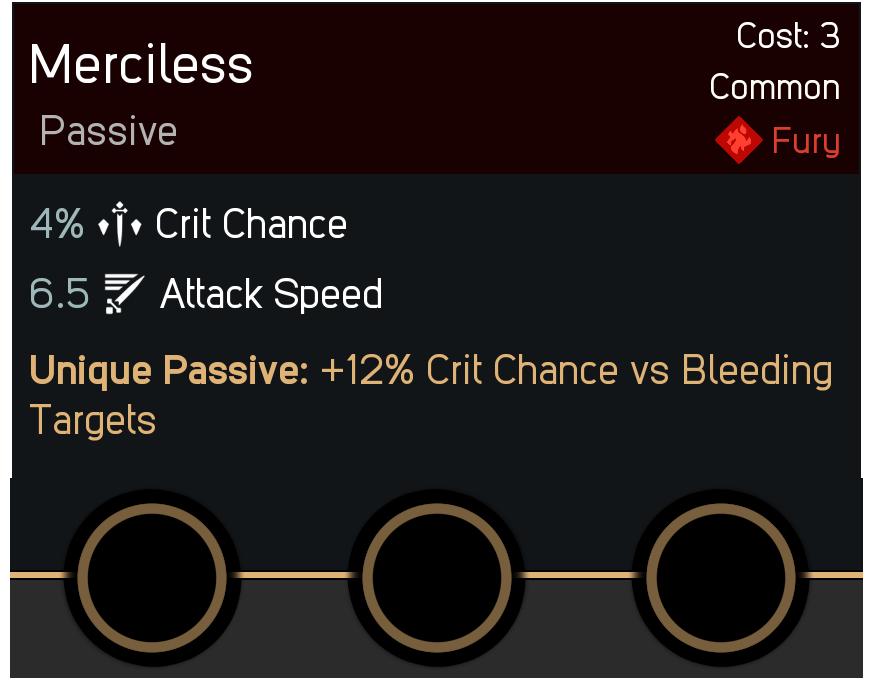 Merciless
Passive
Cost: 3
Common
Fury
4% Crit Chance
6.5 Attack Speed
Unique Passive: +12% Crit Chance vs Bleeding
Targets